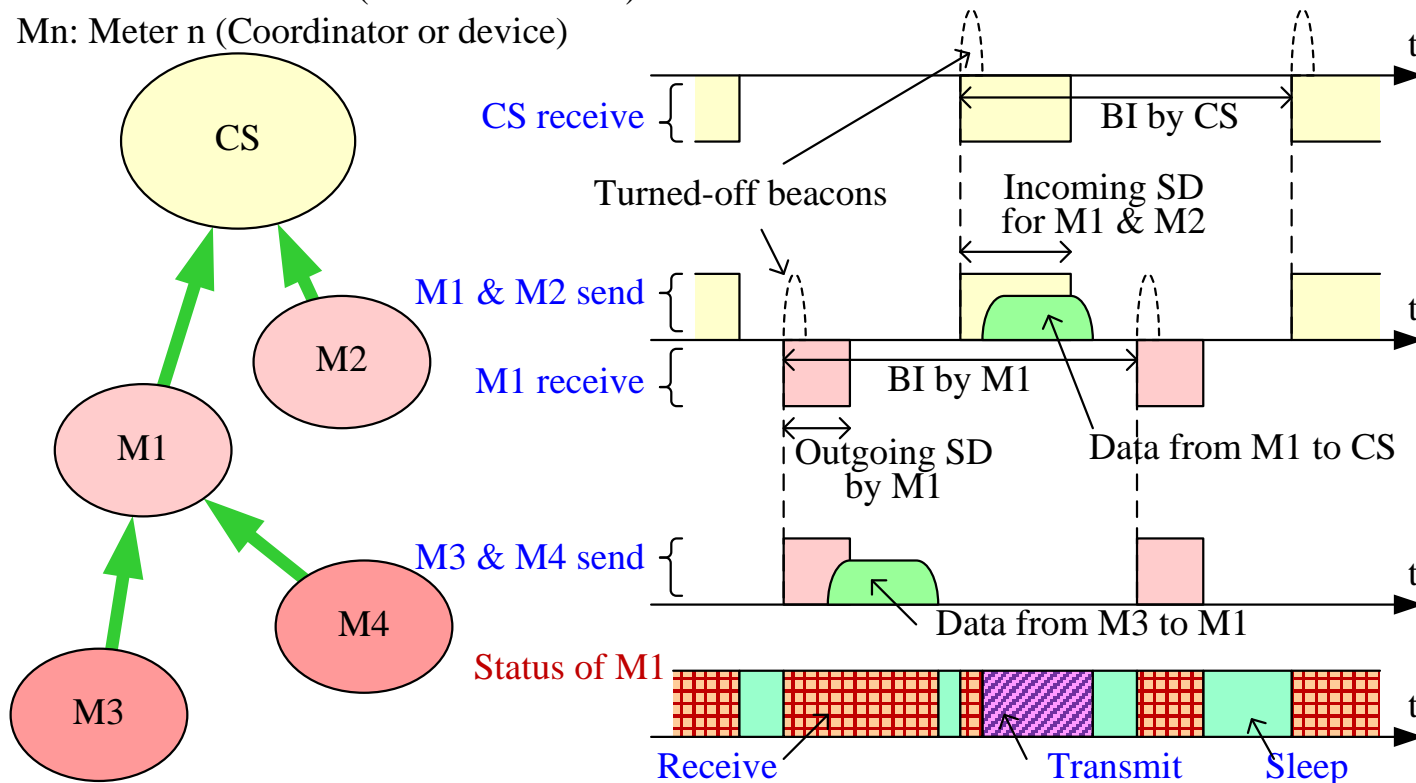 Mn: Meter n (Coordinator or device)
CS
M1
M2
M3
M4
t
CS receive
BI by CS
Turned-off beacons
Incoming SD
for M1 & M2
M1 & M2 send
t
M1 receive
BI by M1
Data from M1 to CS
Outgoing SD
by M1
M3 & M4 send
t
Data from M3 to M1
Status of M1
t
Receive
Transmit
Sleep